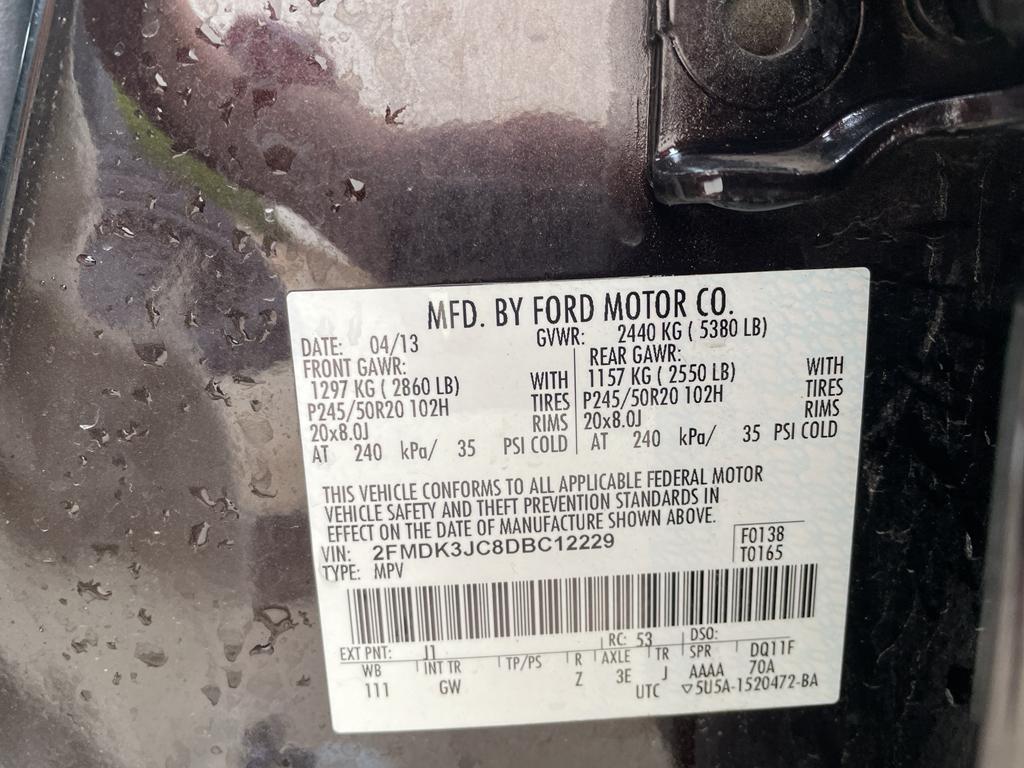 MFD. BY FORD MOTOR CO.
DATE: 04/13 GVWR: 2440 KG ( 5380 LB)
FRONT GAWR: REAR GAWR:
1297 KG ( 2860 LB) WITH 1157 KG ( 2550 LB) WITH
P245/50R20 102H TIRES P245/50R20 102H TIRES
20x8.0J RIMS 20x8.0J RIMS
AT 240 kPa/ 35 PSI COLD AT 240 kPa/ 35 PSI COLD
THIS VEHICLE CONFORMS TO ALL APPLICABLE FEDERAL MOTOR
VEHICLE SAFETY AND THEFT PREVENTION STANDARDS IN
EFFECT ON THE DATE OF MANUFACTURE SHOWN ABOVE.
VIN: 2FMDK3JC8DBC12229 F0138
TYPE: MPV T0165
EXT PNT: J1 RC: 53 DSO:
WB INT TR TP/PS R AXLE TR SPR DQ11F
111 GW Z 3E J AAAA 70A
UTC ▽5U5A-1520472-BA